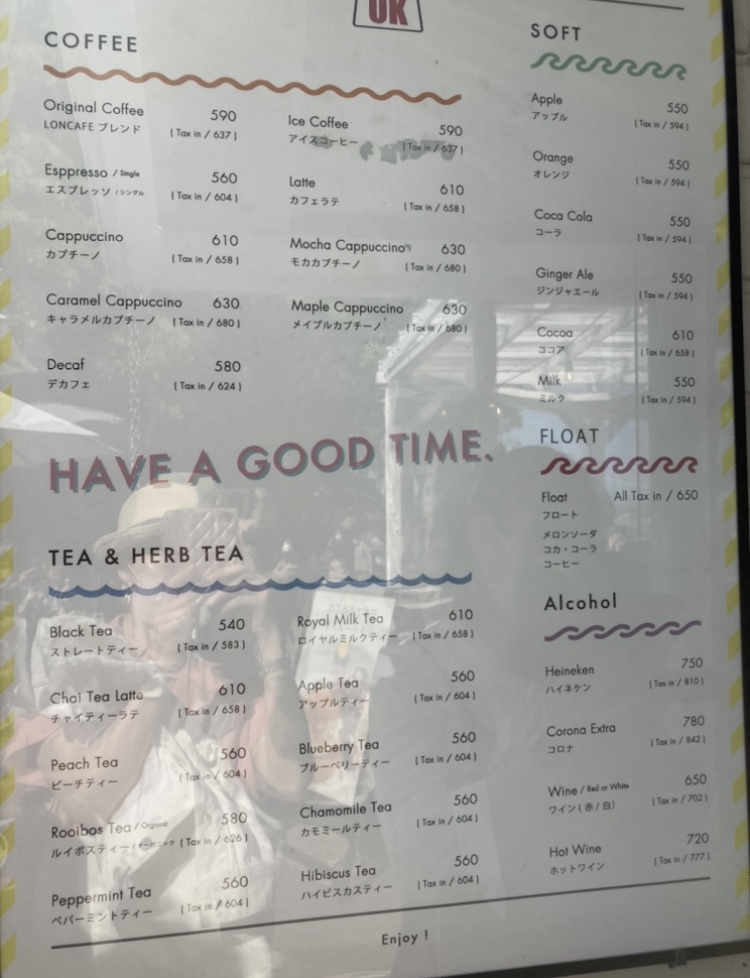 OK
COFFEE
Original Coffee 590
LONCAFE ブレンド ( Tax in / 637 )
Esppresso / Single 560
エスプレッソ / シングル ( Tax in / 604 )
Cappuccino 610
カプチーノ ( Tax in / 658 )
Caramel Cappuccino 630
キャラメルカプチーノ ( Tax in / 680 )
Decaf 580
デカフェ ( Tax in / 624 )
Ice Coffee 590
アイスコーヒー ( Tax in / 637 )
Latte 610
カフェラテ ( Tax in / 658 )
Mocha Cappuccino 630
モカカプチーノ ( Tax in / 680 )
Maple Cappuccino 630
メイプルカプチーノ ( Tax in / 680 )
HAVE A GOOD TIME.
TEA & HERB TEA
Black Tea 540
ストレートティー ( Tax in / 583 )
Chai Tea Latte 610
チャイティーラテ ( Tax in / 658 )
Peach Tea 560
ピーチティー ( Tax in / 604 )
Rooibos Tea / Organic 580
ルイボスティー / オーガニック ( Tax in / 626 )
Peppermint Tea 560
ペパーミントティー ( Tax in / 604 )
Royal Milk Tea 610
ロイヤルミルクティー ( Tax in / 658 )
Apple Tea 560
アップルティー ( Tax in / 604 )
Blueberry Tea 560
ブルーベリーティー ( Tax in / 604 )
Chamomile Tea 560
カモミールティー ( Tax in / 604 )
Hibiscus Tea 560
ハイビスカスティー ( Tax in / 604 )
SOFT
Apple 550
アップル ( Tax in / 594 )
Orange 550
オレンジ ( Tax in / 594 )
Coca Cola 550
コーラ ( Tax in / 594 )
Ginger Ale 550
ジンジャエール ( Tax in / 594 )
Cocoa 610
ココア ( Tax in / 658 )
Milk 550
ミルク ( Tax in / 594 )
FLOAT
Float All Tax in / 650
フロート
メロンソーダ
コカ・コーラ
コーヒー
Alcohol
Heineken 750
ハイネケン ( Tax in / 810 )
Corona Extra 780
コロナ ( Tax in / 842 )
Wine / Red or White 650
ワイン ( 赤 / 白 ) ( Tax in / 702 )
Hot Wine 720
ホットワイン ( Tax in / 777 )
Enjoy !